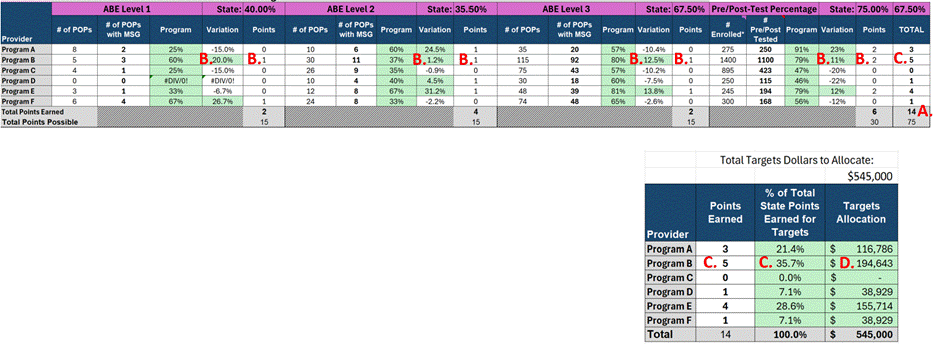 ABE Level 1 State: 40.00% ABE Level 2 State: 35.50% ABE Level 3 State: 67.50% Pre/Post-Test Percentage State: 75.00% 67.50%
Provider # of POPs # of POPs with MSG Program Variation Points # of POPs # of POPs with MSG Program Variation Points # of POPs # of POPs with MSG Program Variation Points # Enrolled* # Pre/Post Tested Program Variation Points TOTAL
Program A 8 2 25% -15.0% 0 10 6 60% 24.5% 1 35 20 57% -10.4% 0 275 250 91% 23% 2 3
Program B 5 3 60% B. 20.0% B. 1 30 11 37% B. 1.2% B. 1 115 92 80% B. 12.5% B. 1 1400 1100 79% B. 11% B. 2 C. 5
Program C 4 1 25% -15.0% 0 26 9 35% -0.9% 0 75 43 57% -10.2% 0 895 423 47% -20% 0 0
Program D 0 0 #DIV/0! #DIV/0! 10 4 40% 4.5% 1 30 18 60% -7.5% 0 250 115 46% -22% 0 1
Program E 3 1 33% -6.7% 0 12 8 67% 31.2% 1 48 39 81% 13.8% 1 245 194 79% 12% 2 4
Program F 6 4 67% 26.7% 1 24 8 33% -2.2% 0 74 48 65% -2.6% 0 300 168 56% -12% 0 1
Total Points Earned 2 4 2 6 14 A.
Total Points Possible 15 15 15 30 75
Total Targets Dollars to Allocate:
$545,000
Provider Points Earned % of Total State Points Earned for Targets Targets Allocation
Program A 3 21.4% $ 116,786
Program B C. 5 C. 35.7% D. $ 194,643
Program C 0 0.0% $ -
Program D 1 7.1% $ 38,929
Program E 4 28.6% $ 155,714
Program F 1 7.1% $ 38,929
Total 14 100.0% $ 545,000